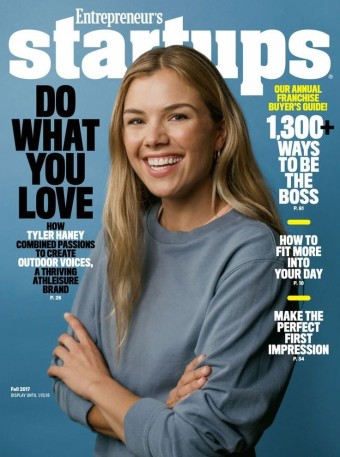 Entrepreneur's
startups
DO
WHAT
YOU
LOVE
HOW
TYLER HANEY
COMBINED PASSIONS
TO CREATE
OUTDOOR VOICES,
A THRIVING
ATHLEISURE
BRAND
P. 26
OUR ANNUAL
FRANCHISE
BUYER'S GUIDE!
1,300+
WAYS
TO BE
THE
BOSS
P. 81
HOW TO
FIT MORE
INTO
YOUR DAY
P. 10
MAKE THE
PERFECT
FIRST
IMPRESSION
P. 54
Fall 2017
DISPLAY UNTIL